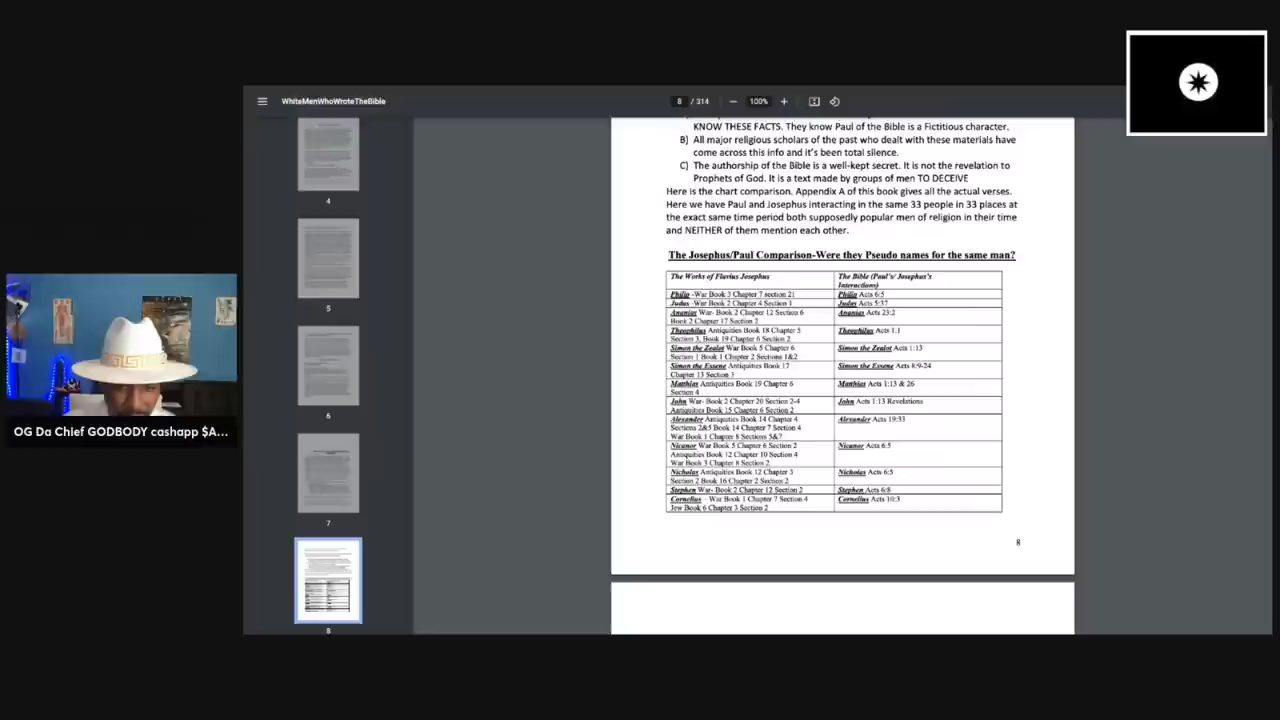 WhiteMenWhoWroteTheBible
8 / 314
100%
4
5
6
7
8
KNOW THESE FACTS. They know Paul of the Bible is a Fictitious character.
B) All major religious scholars of the past who dealt with these materials have
come across this info and it's been total silence.
C) The authorship of the Bible is a well-kept secret. It is not the revelation to
Prophets of God. It is a text made by groups of men TO DECEIVE
Here is the chart comparison. Appendix A of this book gives all the actual verses.
Here we have Paul and Josephus interacting in the same 33 people in 33 places at
the exact same time period both supposedly popular men of religion in their time
and NEITHER of them mention each other.
The Josephus/Paul Comparison-Were they Pseudo names for the same man?
The Works of Flavius Josephus
The Bible (Paul's/ Josephus's
Interactions)
Philip -War Book 3 Chapter 7 section 21
Philip Acts 6:5
Judas -War Book 2 Chapter 4 Section 1
Judas Acts 5:37
Ananias War- Book 2 Chapter 12 Section 6
Book 2 Chapter 17 Section 2
Ananias Acts 23:2
Theophilus Antiquities Book 18 Chapter 5
Section 3, Book 19 Chapter 6 Section 2
Theophilus Acts 1:1
Simon the Zealot War Book 5 Chapter 6
Section 1 Book 1 Chapter 2 Sections 1&2
Simon the Zealot Acts 1:13
Simon the Essene Antiquities Book 17
Chapter 13 Section 3
Simon the Essene Acts 8:9-24
Matthias Antiquities Book 19 Chapter 6
Section 4
Matthias Acts 1:13 & 26
John War- Book 2 Chapter 20 Section 2-4
Antiquities Book 15 Chapter 6 Section 2
John Acts 1:13 Revelations
Alexander Antiquities Book 14 Chapter 4
Sections 2&5 Book 14 Chapter 7 Section 4
War Book 1 Chapter 8 Sections 5&7
Alexander Acts 19:33
Nicanor War Book 5 Chapter 6 Section 2
Antiquities Book 12 Chapter 10 Section 4
War Book 3 Chapter 8 Section 2
Nicanor Acts 6:5
Nicholas Antiquities Book 12 Chapter 3
Section 2 Book 16 Chapter 2 Section 2
Nicholas Acts 6:5
Stephen War- Book 2 Chapter 12 Section 2
Stephen Acts 6:8
Cornelius – War Book 1 Chapter 7 Section 4
Jew Book 6 Chapter 3 Section 2
Cornelius Acts 10:3
8
OG Da Chief GODBODY cashapp $A...